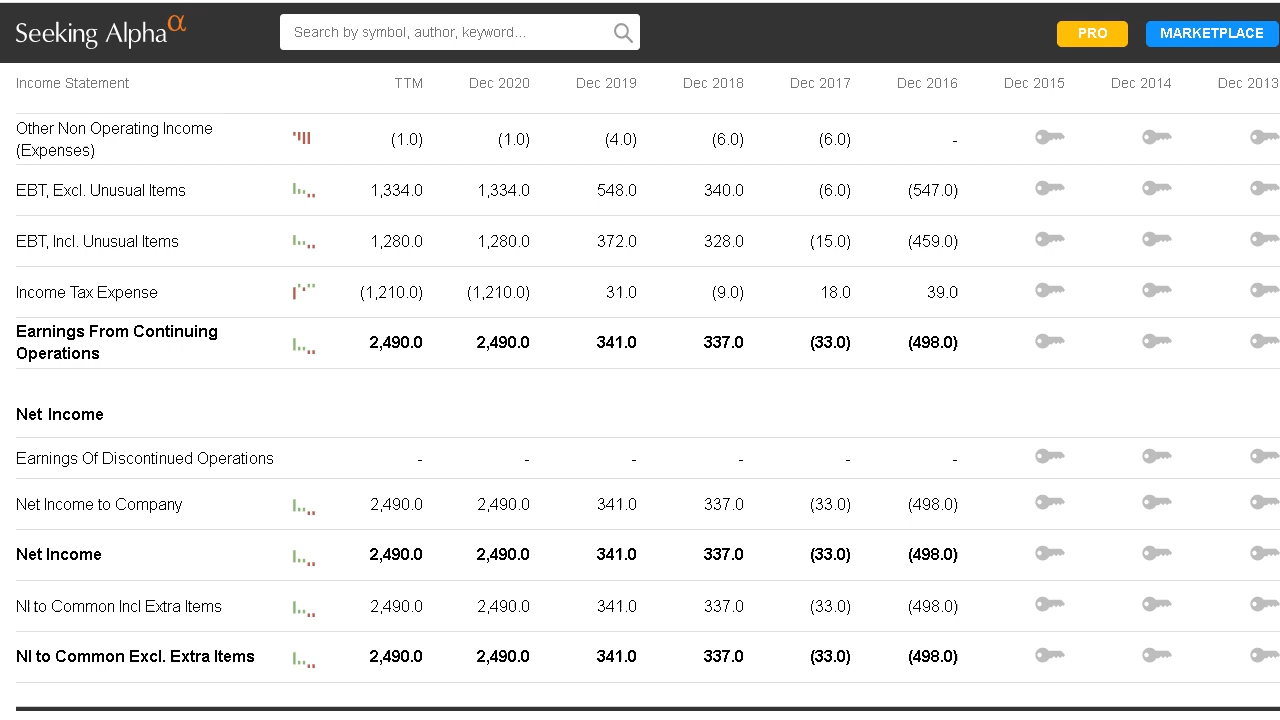 Seeking Alpha α Search by symbol, author, keyword... PRO MARKETPLACE
Income Statement TTM Dec 2020 Dec 2019 Dec 2018 Dec 2017 Dec 2016 Dec 2015 Dec 2014 Dec 2013
Other Non Operating Income
(Expenses) (1.0) (1.0) (4.0) (6.0) (6.0) -
EBT, Excl. Unusual Items 1,334.0 1,334.0 548.0 340.0 (6.0) (547.0)
EBT, Incl. Unusual Items 1,280.0 1,280.0 372.0 328.0 (15.0) (459.0)
Income Tax Expense (1,210.0) (1,210.0) 31.0 (9.0) 18.0 39.0
Earnings From Continuing
Operations 2,490.0 2,490.0 341.0 337.0 (33.0) (498.0)
Net Income
Earnings Of Discontinued Operations - - - - - -
Net Income to Company 2,490.0 2,490.0 341.0 337.0 (33.0) (498.0)
Net Income 2,490.0 2,490.0 341.0 337.0 (33.0) (498.0)
NI to Common Incl Extra Items 2,490.0 2,490.0 341.0 337.0 (33.0) (498.0)
NI to Common Excl. Extra Items 2,490.0 2,490.0 341.0 337.0 (33.0) (498.0)